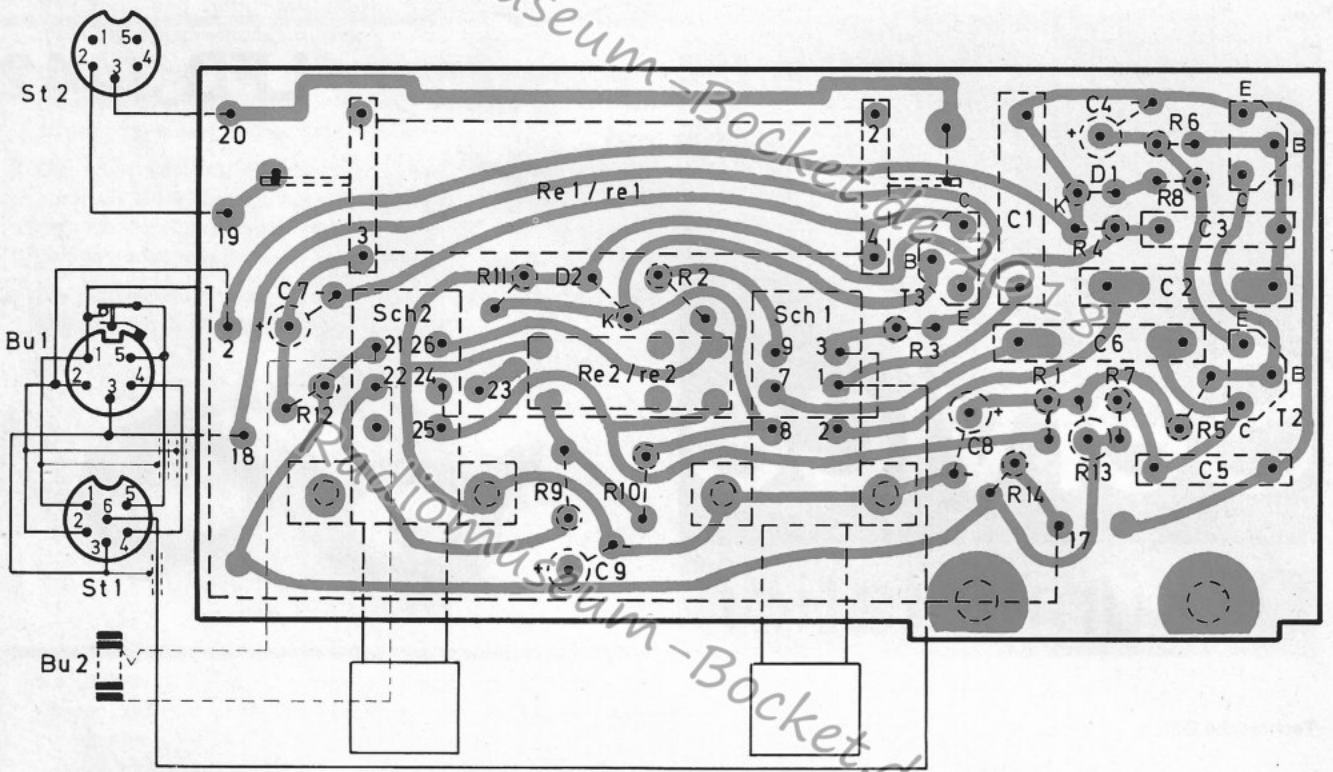 St 2
1 5
2 4
3
20
19
1
2
Re1/re1
3
4
C
B
T3
E
C1
C4
+
R6
E
B
T1
C
D1
K
R8
R4
C3
C2
C6
C7
+
2
R11
D2
K
R2
Sch2
Sch 1
21 26
22 24
23
25
Re2/re2
9 3
7 1
8 2
R3
Bu1
1 5
2 4
3
R12
18
R1
R7
R5
E
B
C T2
C8
+
R13
C5
R14
17
R9
R10
C9
+
-
St1
1 5
6
2
3 4
Bu 2
Radiomuseum-Bocket.d
useum-Bocket.de 2018